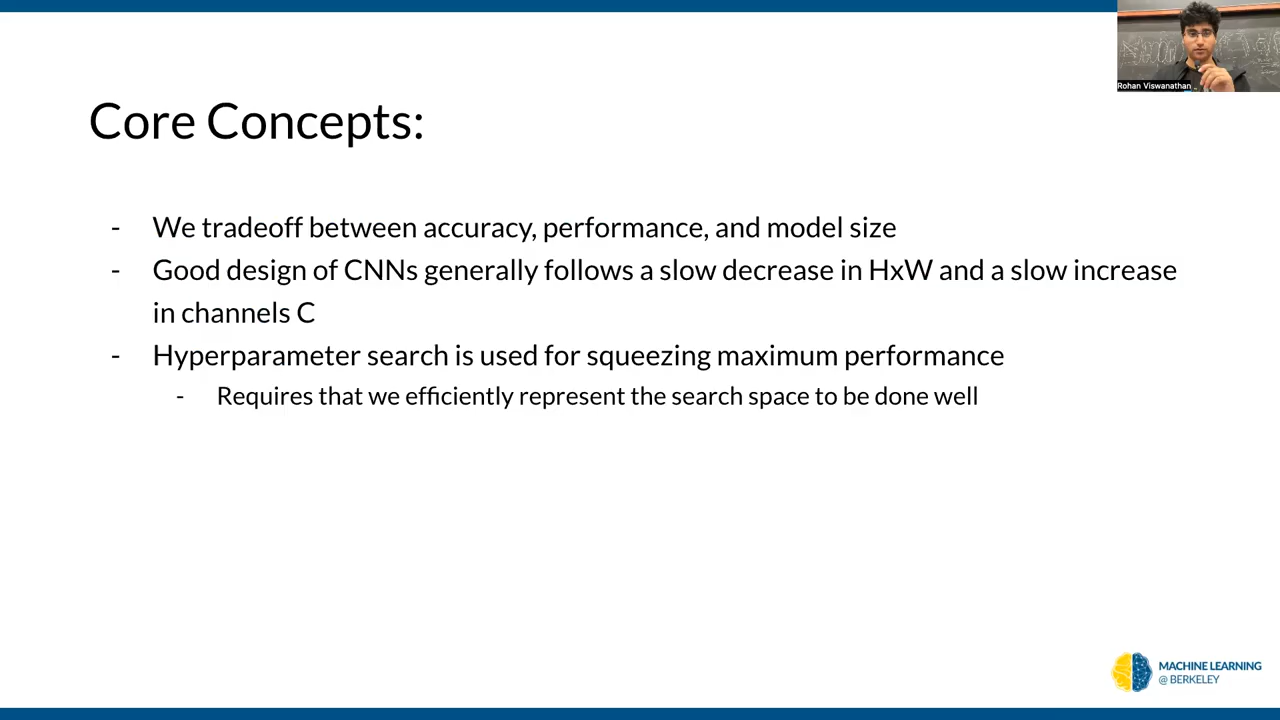 Rohan Viswanathan
Core Concepts:
- We tradeoff between accuracy, performance, and model size
- Good design of CNNs generally follows a slow decrease in HxW and a slow increase
in channels C
- Hyperparameter search is used for squeezing maximum performance
- Requires that we efficiently represent the search space to be done well
MACHINE LEARNING
@ BERKELEY